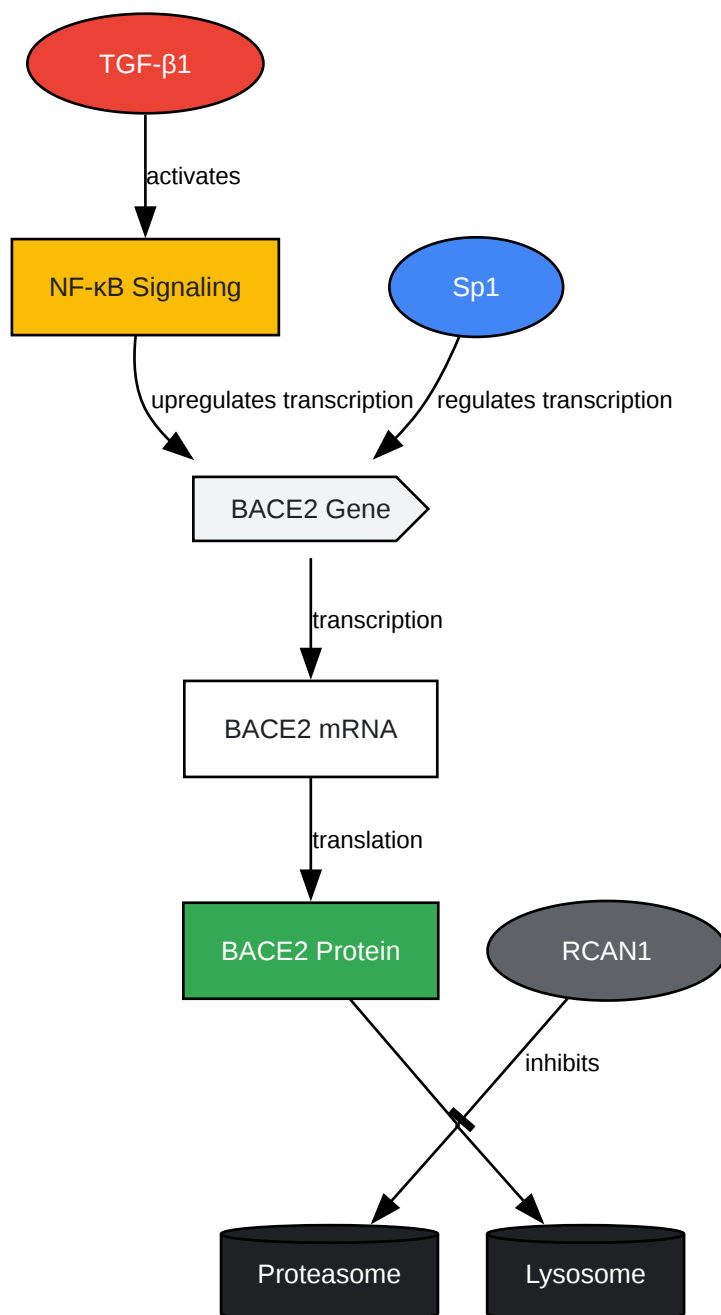 TGF-β1
activates
NF-κB Signaling
Sp1
upregulates transcription
regulates transcription
BACE2 Gene
transcription
BACE2 mRNA
translation
BACE2 Protein
RCAN1
inhibits
Proteasome
Lysosome